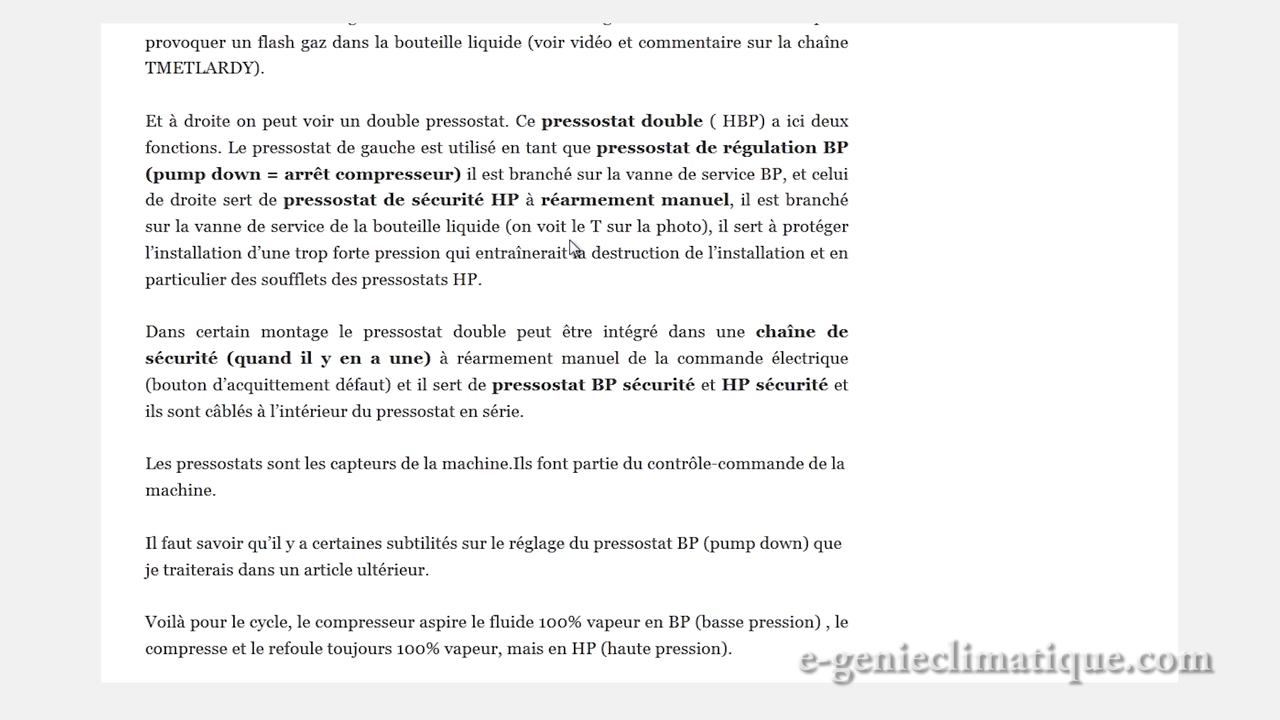 provoquer un flash gaz dans la bouteille liquide (voir vidéo et commentaire sur la chaîne
TMETLARDY).
Et à droite on peut voir un double pressostat. Ce pressostat double ( HBP) a ici deux
fonctions. Le pressostat de gauche est utilisé en tant que pressostat de régulation BP
(pump down = arrêt compresseur) il est branché sur la vanne de service BP, et celui
de droite sert de pressostat de sécurité HP à réarmement manuel, il est branché
sur la vanne de service de la bouteille liquide (on voit le T sur la photo), il sert à protéger
l’installation d’une trop forte pression qui entraînerait la destruction de l’installation et en
particulier des soufflets des pressostats HP.
Dans certain montage le pressostat double peut être intégré dans une chaîne de
sécurité (quand il y en a une) à réarmement manuel de la commande électrique
(bouton d’acquittement défaut) et il sert de pressostat BP sécurité et HP sécurité et
ils sont câblés à l’intérieur du pressostat en série.
Les pressostats sont les capteurs de la machine.Ils font partie du contrôle-commande de la
machine.
Il faut savoir qu’il y a certaines subtilités sur le réglage du pressostat BP (pump down) que
je traiterais dans un article ultérieur.
Voilà pour le cycle, le compresseur aspire le fluide 100% vapeur en BP (basse pression) , le
compresse et le refoule toujours 100% vapeur, mais en HP (haute pression).
e-genieclimatique.com